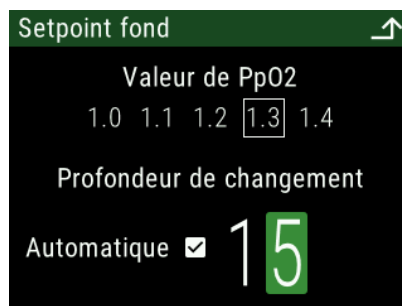 Setpoint fond
Valeur de PpO2
1.0 1.1 1.2 1.3 1.4
Profondeur de changement
Automatique 15